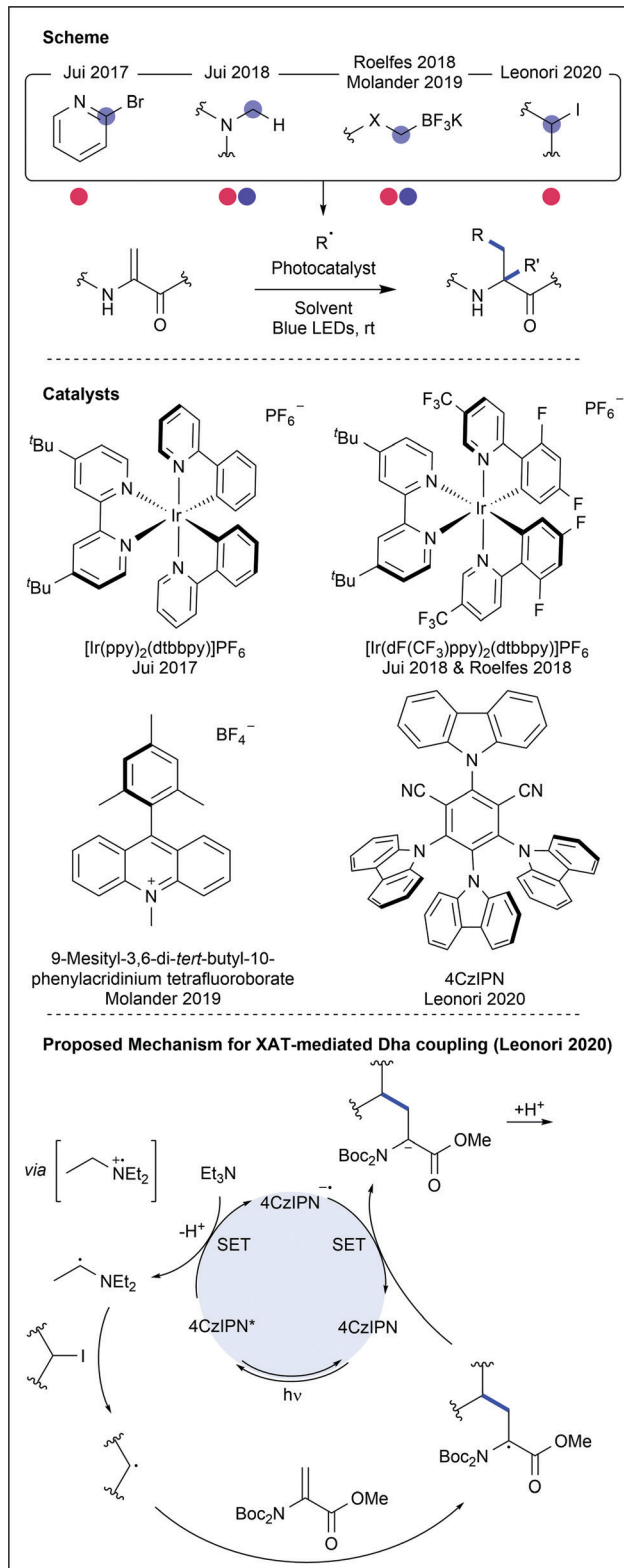 Scheme
Jui 2017
Jui 2018
Roelfes 2018
Molander 2019
Leonori 2020
N
Br
N
H
X
BF3K
I
R•
Photocatalyst
Solvent
Blue LEDs, rt
N
H
O
R
R'
N
H
O
Catalysts
PF6−
tBu
N
N
Ir
N
N
tBu
[Ir(ppy)2(dtbbpy)]PF6
Jui 2017
PF6−
F3C
F
tBu
N
N
F
Ir
F
N
N
tBu
F3C
F
[Ir(dF(CF3)ppy)2(dtbbpy)]PF6
Jui 2018 & Roelfes 2018
BF4−
N
+
9-Mesityl-3,6-di-tert-butyl-10-
phenylacridinium tetrafluoroborate
Molander 2019
N
NC
CN
N
N
N
4CzIPN
Leonori 2020
Proposed Mechanism for XAT-mediated Dha coupling (Leonori 2020)
+H+
Boc2N
−
OMe
O
via
+•
NEt2
Et3N
4CzIPN−•
-H+
SET
SET
•
NEt2
4CzIPN*
4CzIPN
hν
I
•
Boc2N
OMe
O
Boc2N
•
OMe
O